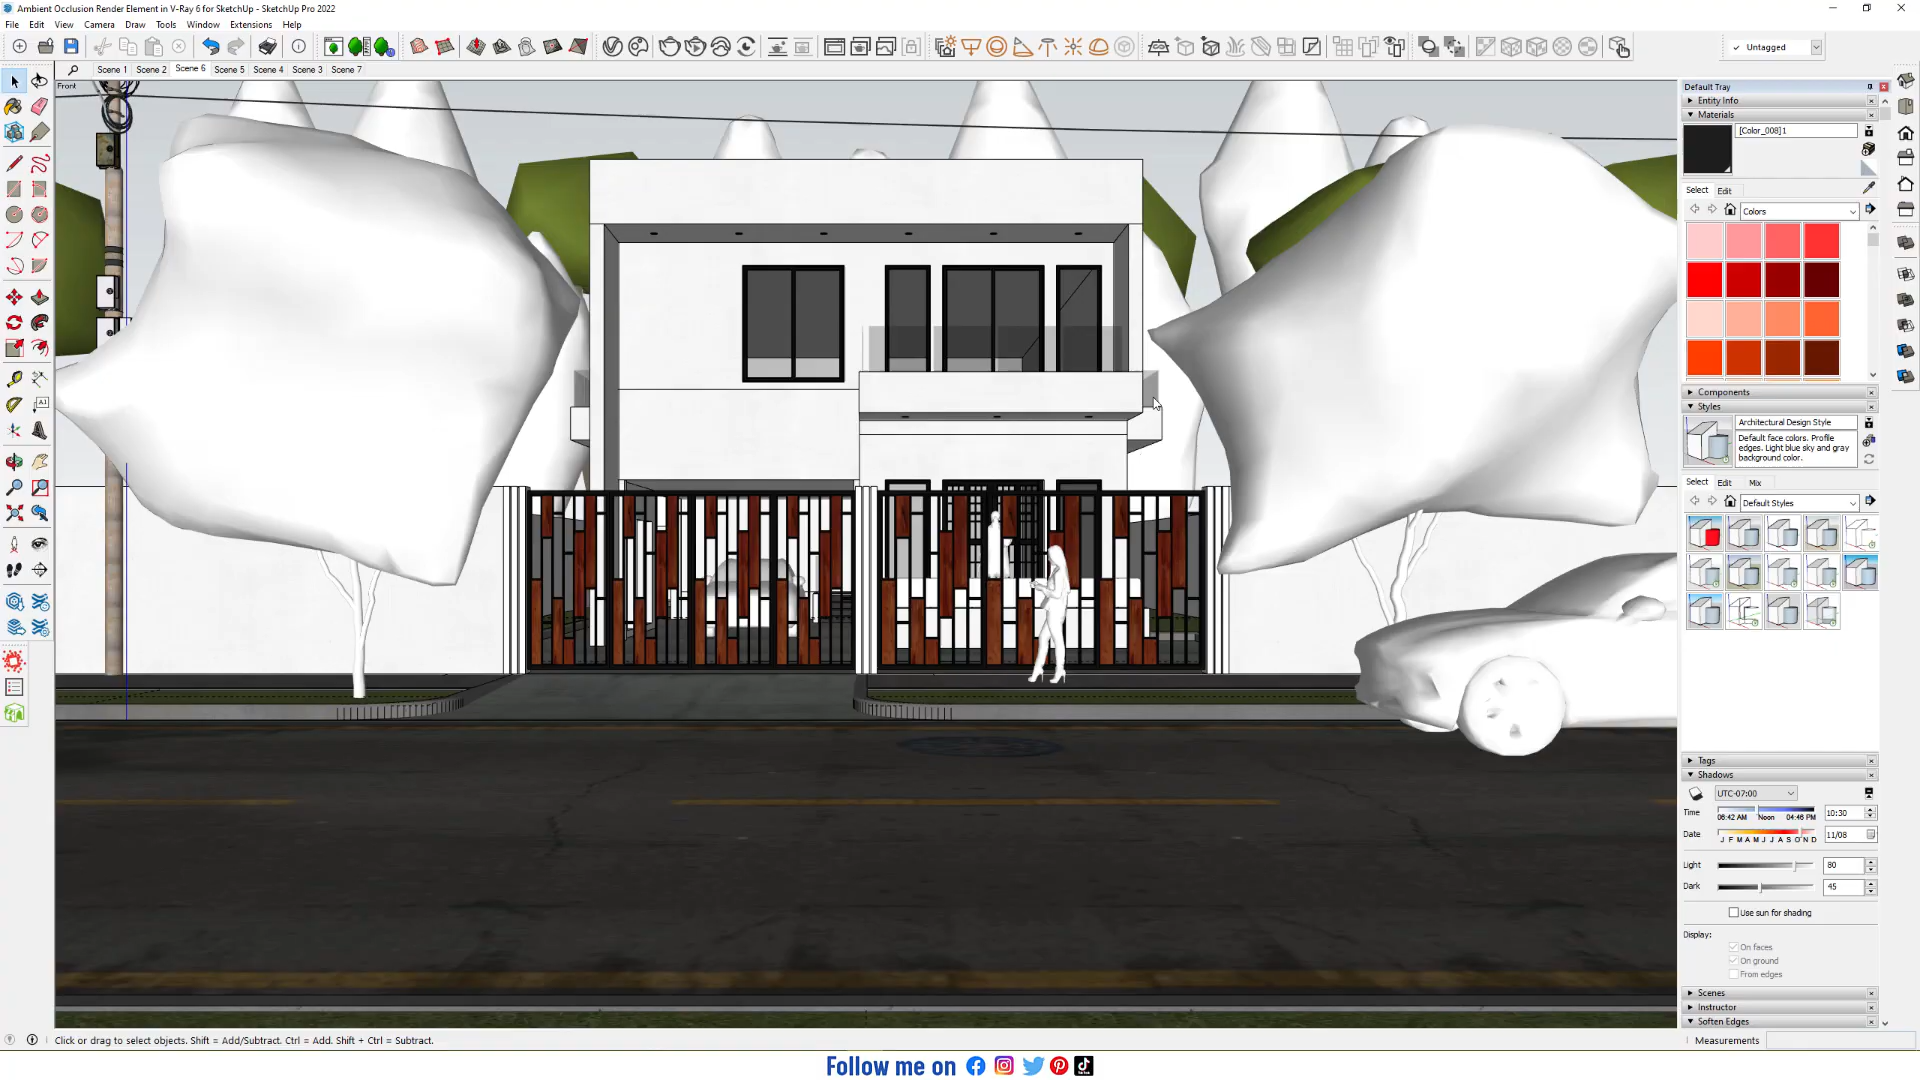 Ambient Occlusion Render Element in V-Ray 6 for SketchUp - SketchUp Pro 2022
File Edit View Camera Draw Tools Window Extensions Help
Untagged
Scene 1 Scene 2 Scene 6 Scene 5 Scene 4 Scene 3 Scene 7
Front
Default Tray
Entity Info
Materials
[Color_008]1
Select Edit
Colors
Components
Styles
Architectural Design Style
Default face colors. Profile
edges. Light blue sky and gray
background color.
Select Edit Mix
Default Styles
Tags
Shadows
UTC-07:00
Time 06:42 AM Noon 04:46 PM 10:30
Date J F M A M J J A S O N D 11/08
Light 80
Dark 45
Use sun for shading
Display:
On faces
On ground
From edges
Scenes
Instructor
Soften Edges
Click or drag to select objects. Shift = Add/Subtract. Ctrl = Add. Shift + Ctrl = Subtract.
Measurements
Follow me on